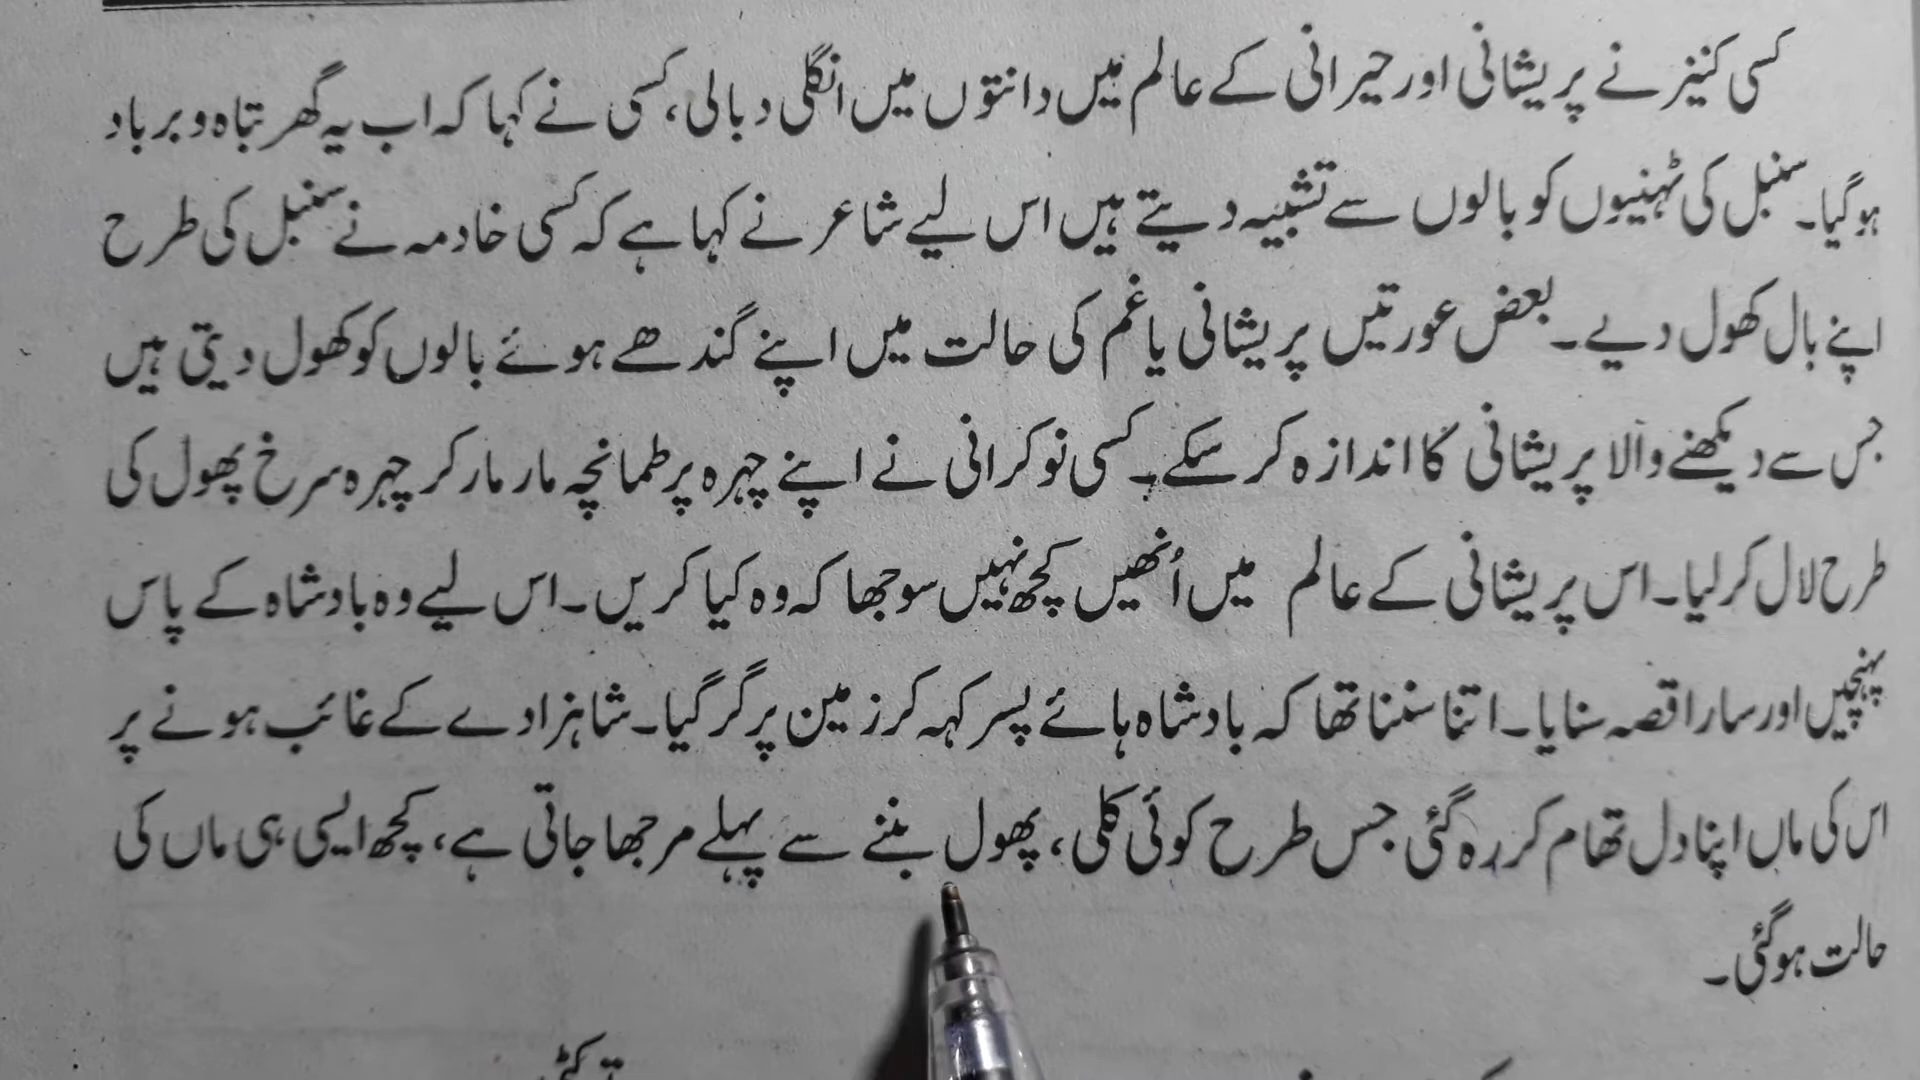 کسی کنیز نے پریشانی اور حیرانی کے عالم میں دانتوں میں انگلی دبالی، کسی نے کہا کہ اب یہ گھر تباہ و برباد
ہوگیا۔ سنبل کی ٹہنیوں کو بالوں سے تشبیہ دیتے ہیں اس لیے شاعر نے کہا ہے کہ کسی خادمہ نے سنبل کی طرح
اپنے بال کھول دیے۔ بعض عورتیں پریشانی یا غم کی حالت میں اپنے گندھے ہوئے بالوں کو کھول دیتی ہیں
جس سے دیکھنے والا پریشانی کا اندازہ کر سکے۔ کسی نوکرانی نے اپنے چہرہ پر طمانچہ مار مار کر چہرہ سرخ پھول کی
طرح لال کرلیا۔ اس پریشانی کے عالم میں اُنھیں کچھ نہیں سوجھا کہ وہ کیا کریں۔ اس لیے وہ بادشاہ کے پاس
پہنچیں اور سارا قصہ سنایا۔ اتنا سننا تھا کہ بادشاہ ہائے پسر کہہ کر زمین پر گر گیا۔ شاہزادے کے غائب ہونے پر
اس کی ماں اپنا دل تھام کر رہ گئی جس طرح کوئی کلی، پھول بننے سے پہلے مرجھا جاتی ہے، کچھ ایسی ہی ماں کی
حالت ہوگئی۔